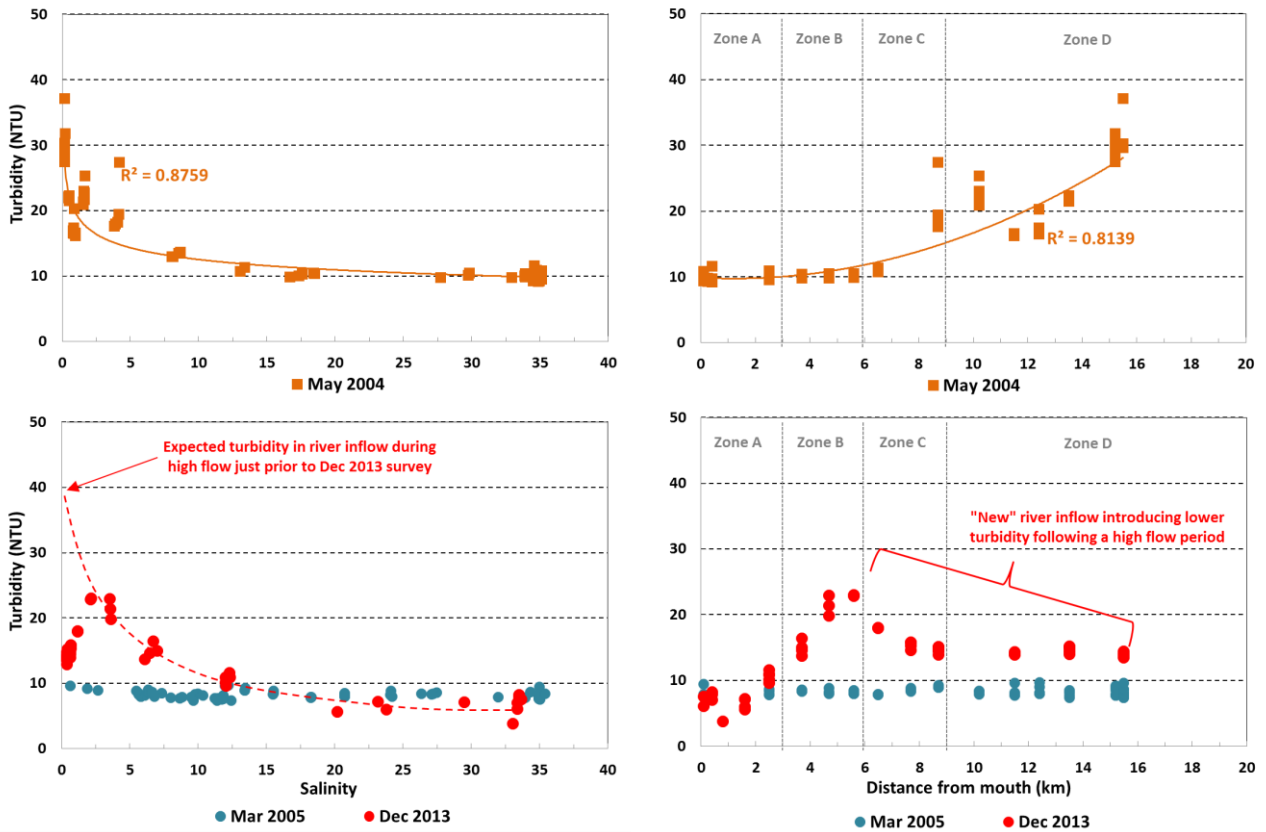 50
40
30
20
10
0
Turbidity (NTU)
R² = 0.8759
0 5 10 15 20 25 30 35 40
May 2004
50
40
30
20
10
0
Zone A Zone B Zone C Zone D
R² = 0.8139
0 2 4 6 8 10 12 14 16 18 20
May 2004
50
40
30
20
10
0
Turbidity (NTU)
Expected turbidity in river inflow during
high flow just prior to Dec 2013 survey
0 5 10 15 20 25 30 35 40
Salinity
Mar 2005 Dec 2013
50
40
30
20
10
0
Zone A Zone B Zone C Zone D
"New" river inflow introducing lower
turbidity following a high flow period
0 2 4 6 8 10 12 14 16 18 20
Distance from mouth (km)
Mar 2005 Dec 2013